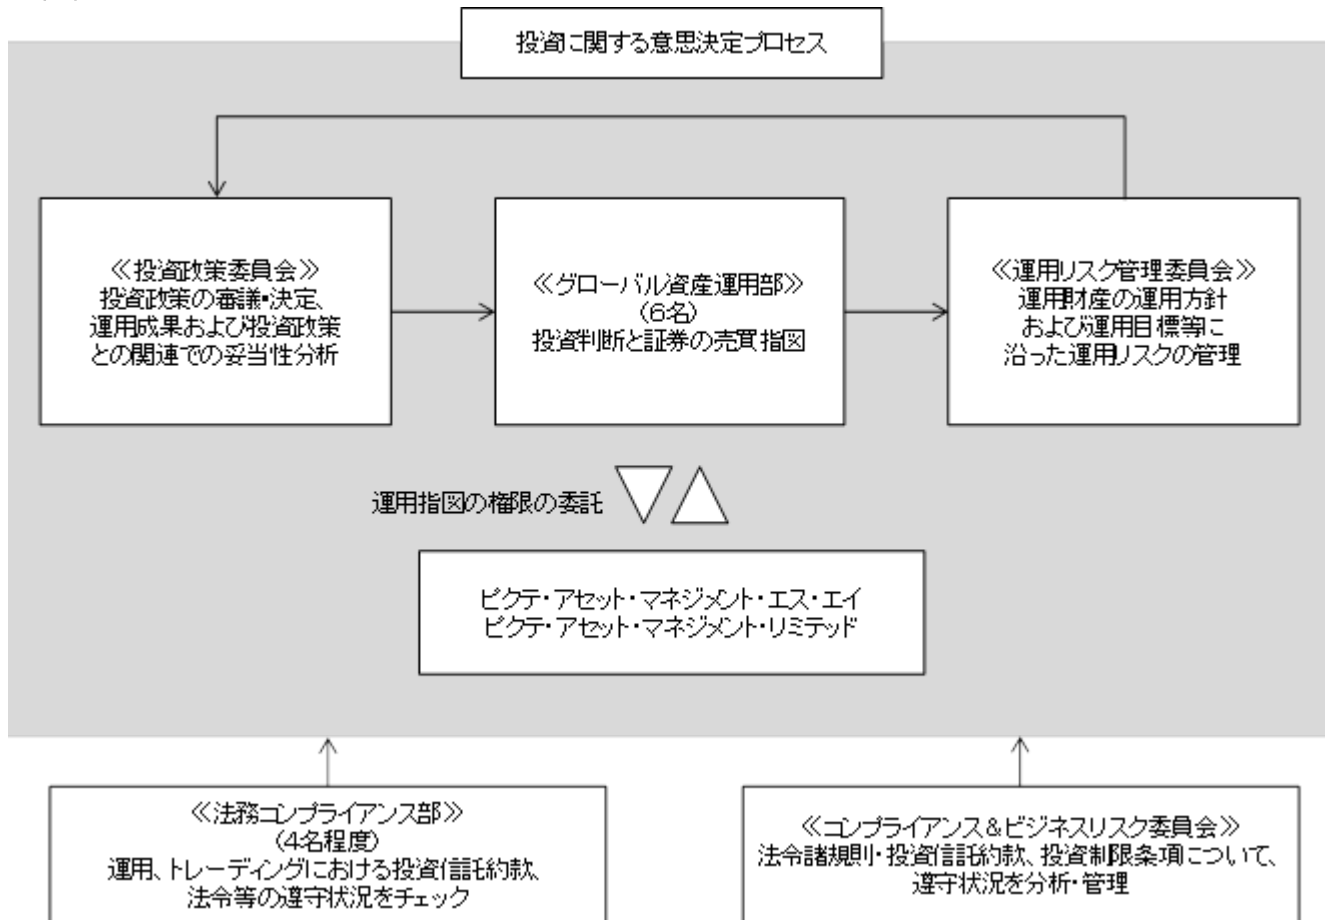 投資に関する意思決定プロセス
≪投資政策委員会≫
投資政策の審議・決定、
運用成果および投資政策
との関連での妥当性分析
≪グローバル資産運用部≫
(6名)
投資判断と証券の売買指図
≪運用リスク管理委員会≫
運用財産の運用方針
および運用目標等に
沿った運用リスクの管理
運用指図の権限の委託
ピクテ・アセット・マネジメント・エス・エイ
ピクテ・アセット・マネジメント・リミテッド
≪法務コンプライアンス部≫
(4名程度)
運用、トレーディングにおける投資信託約款、
法令等の遵守状況をチェック
≪コンプライアンス&ビジネスリスク委員会≫
法令諸規則・投資信託約款、投資制限条項について、
遵守状況を分析・管理